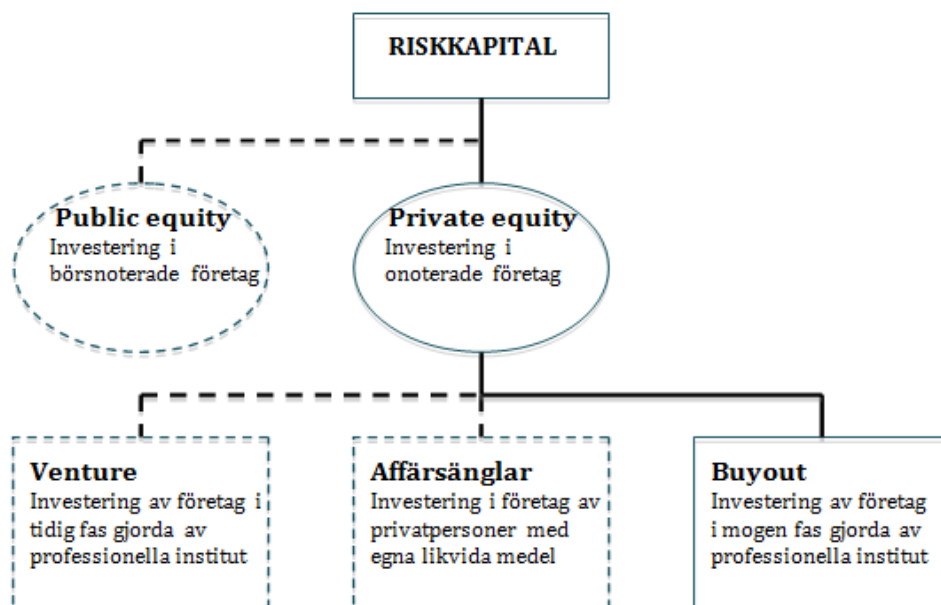 RISKKAPITAL
Public equity
Investering i
börsnoterade företag
Private equity
Investering i
onoterade företag
Venture
Investering av företag i
tidig fas gjorda av
professionella institut
Affärsänglar
Investering i företag av
privatpersoner med
egna likvida medel
Buyout
Investering av företag
i mogen fas gjorda av
professionella institut